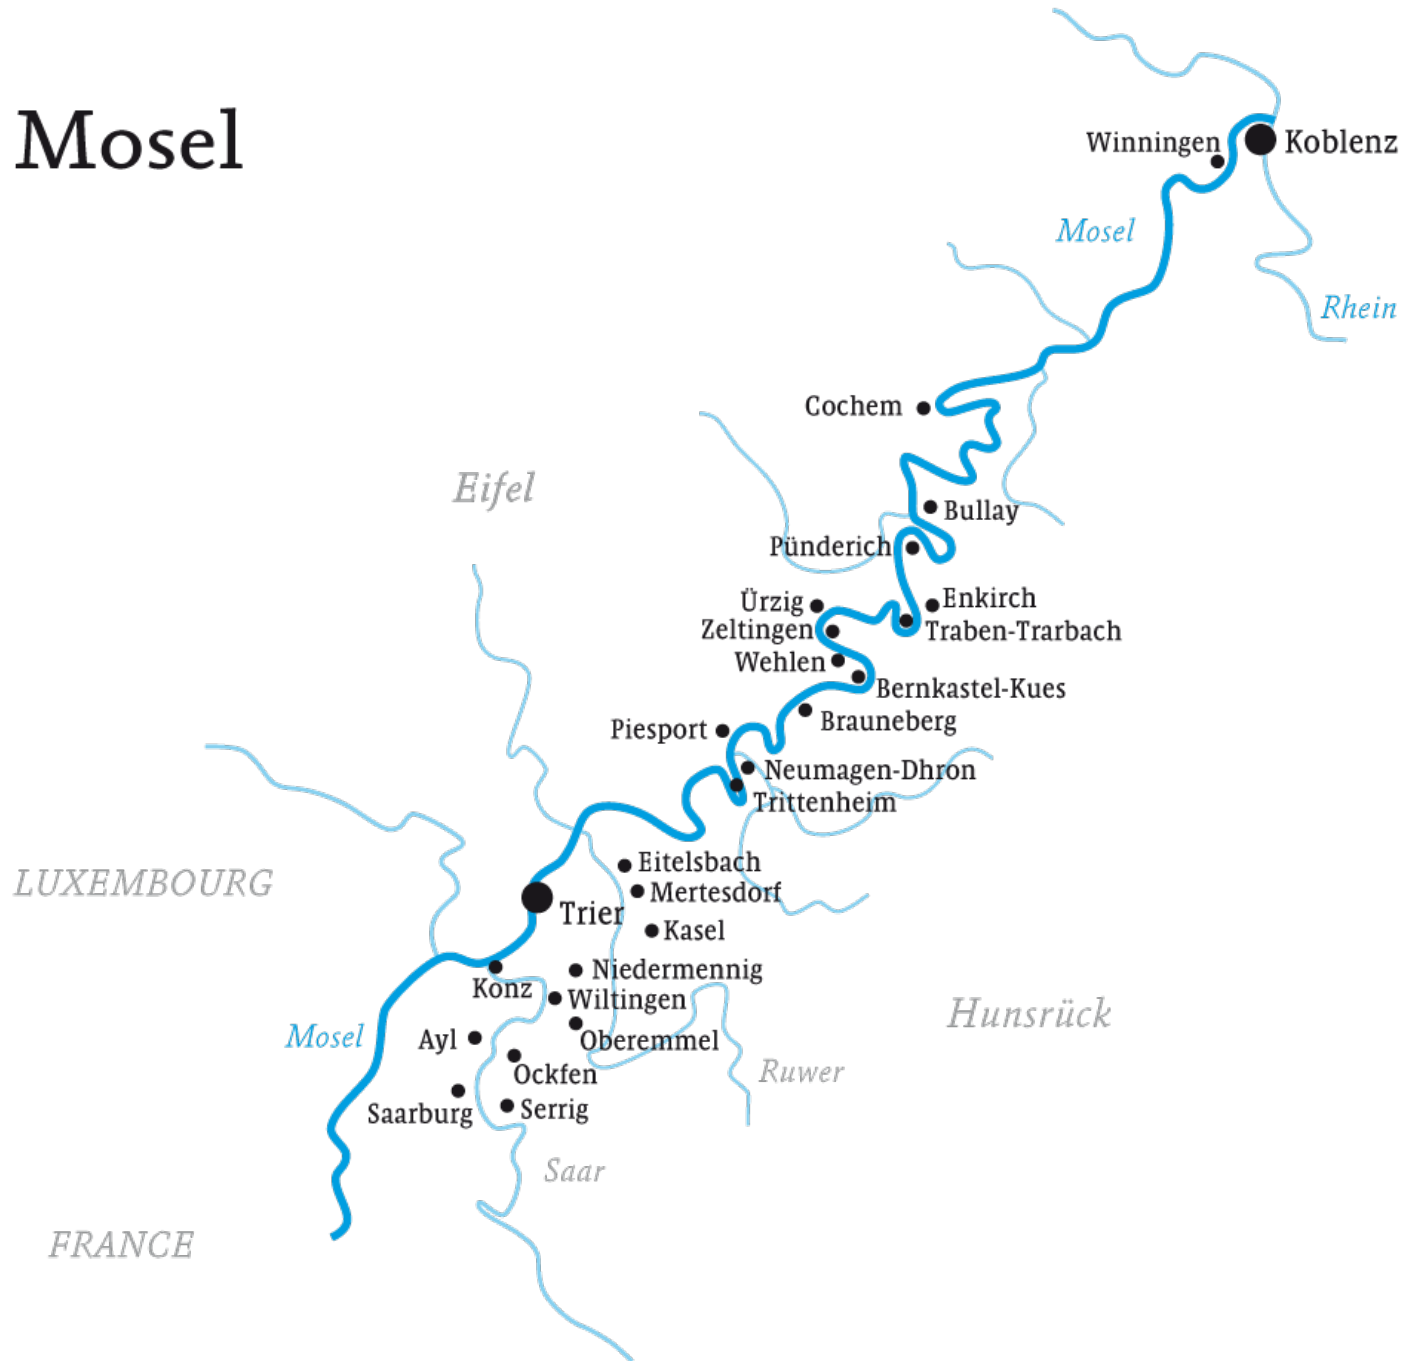 Mosel
Winningen
Koblenz
Mosel
Rhein
Cochem
Eifel
Bullay
Pünderich
Ürzig
Enkirch
Zeltingen
Traben-Trarbach
Wehlen
Bernkastel-Kues
Brauneberg
Piesport
Neumagen-Dhron
Trittenheim
Eitelsbach
LUXEMBOURG
Mertesdorf
Trier
Kasel
Niedermennig
Konz
Wiltingen
Hunsrück
Mosel
Ayl
Oberemmel
Ockfen
Ruwer
Saarburg
Serrig
Saar
FRANCE